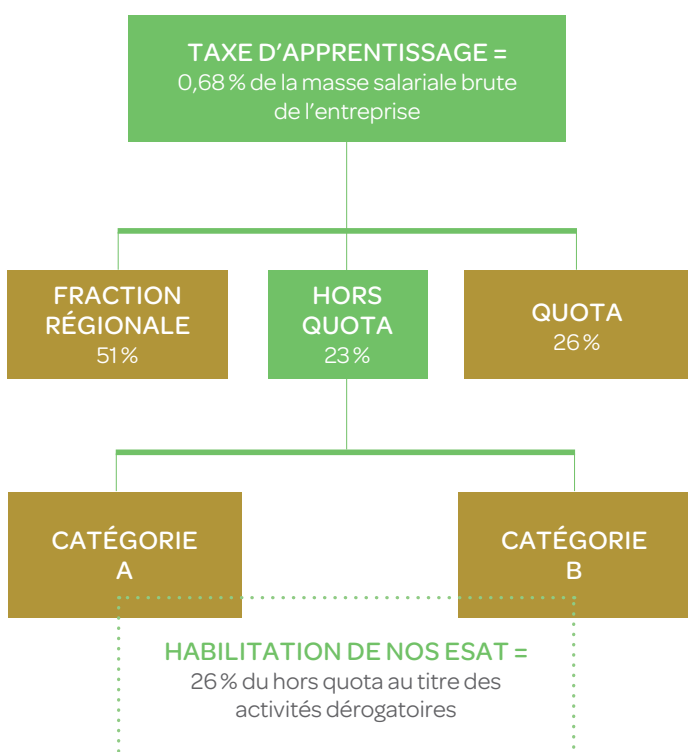 TAXE D'APPRENTISSAGE =
0,68 % de la masse salariale brute
de l'entreprise
FRACTION
RÉGIONALE
51 %
HORS
QUOTA
23 %
QUOTA
26 %
CATÉGORIE
A
CATÉGORIE
B
HABILITATION DE NOS ESAT =
26 % du hors quota au titre des
activités dérogatoires